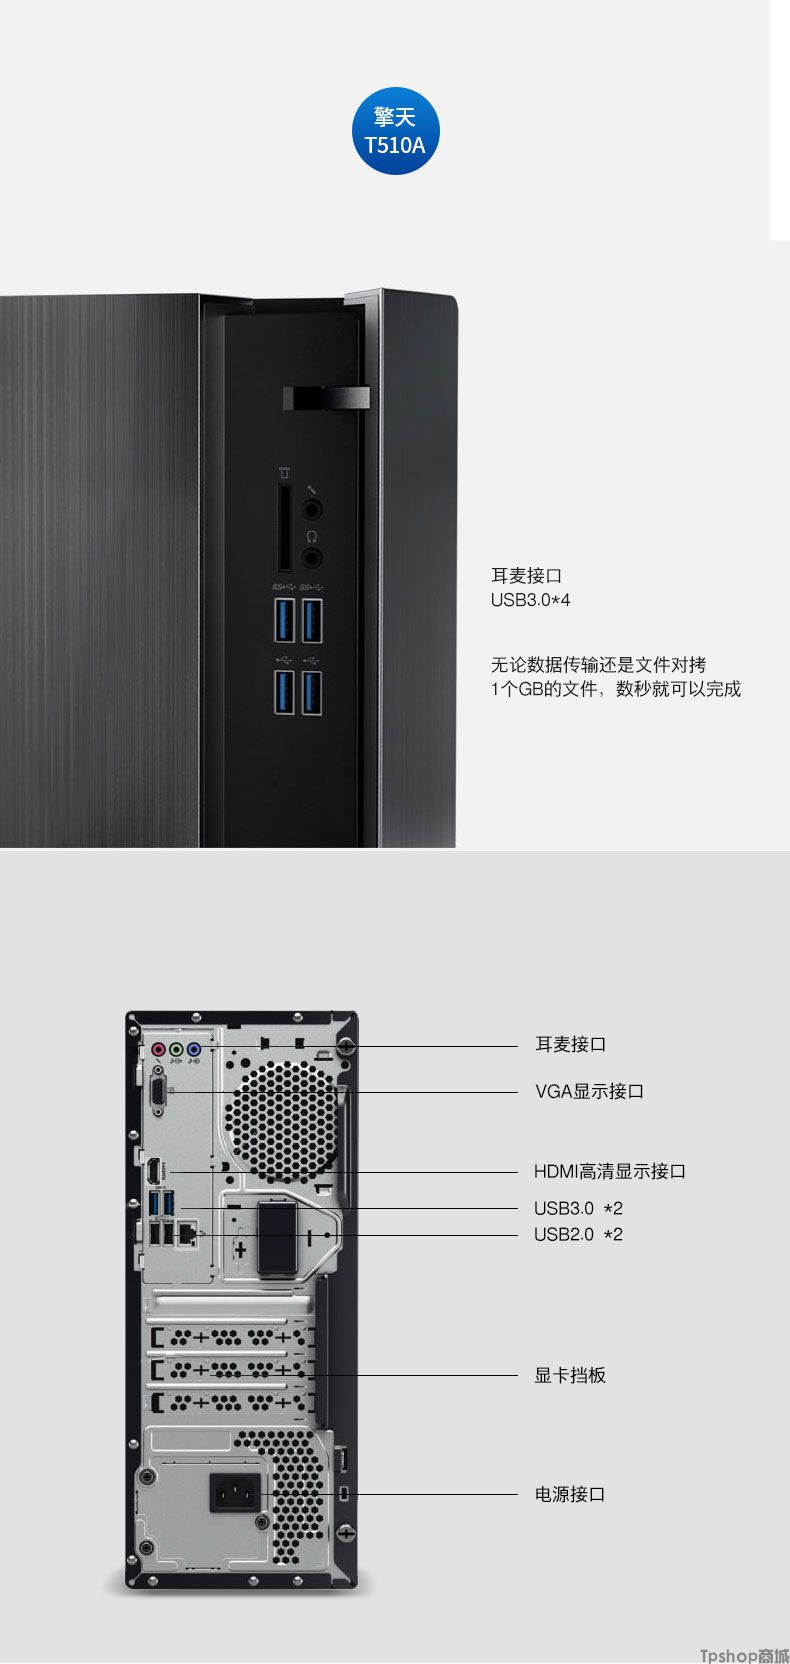 擎天
T510A
SS SS
耳麦接口
USB3.0*4
无论数据传输还是文件对拷
1个GB的文件，数秒就可以完成
耳麦接口
VGA显示接口
HDMI
HDMI高清显示接口
USB3.0 *2
USB2.0 *2
显卡挡板
电源接口
Tpshop商城